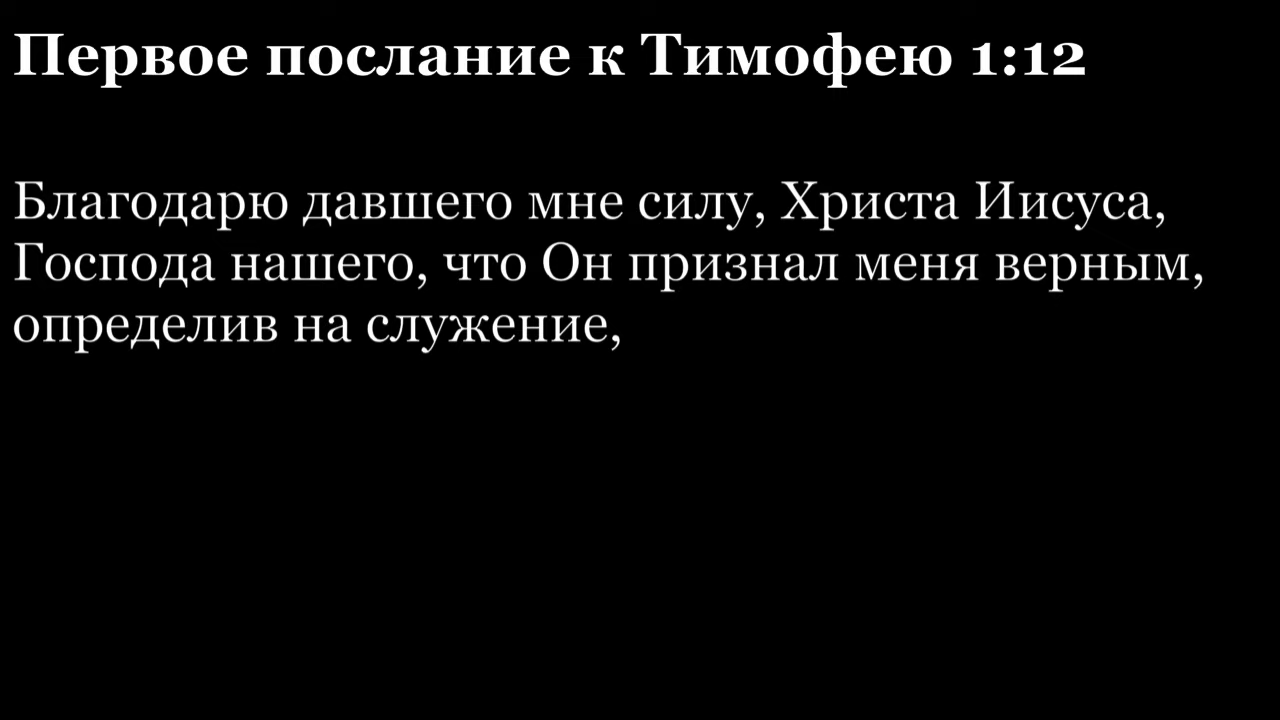 Первое послание к Тимофею 1:12
Благодарю давшего мне силу, Христа Иисуса,
Господа нашего, что Он признал меня верным,
определив на служение,